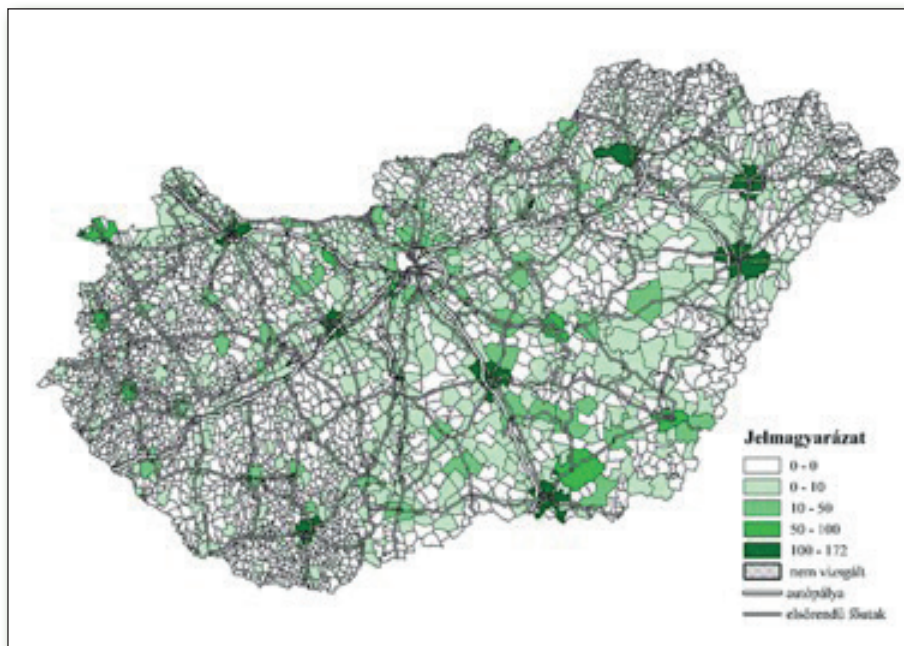 Jelmagyarázat
0 - 0
0 - 10
10 - 50
50 - 100
100 - 172
nem vizsgált
autópálya
elsőrendű főutak